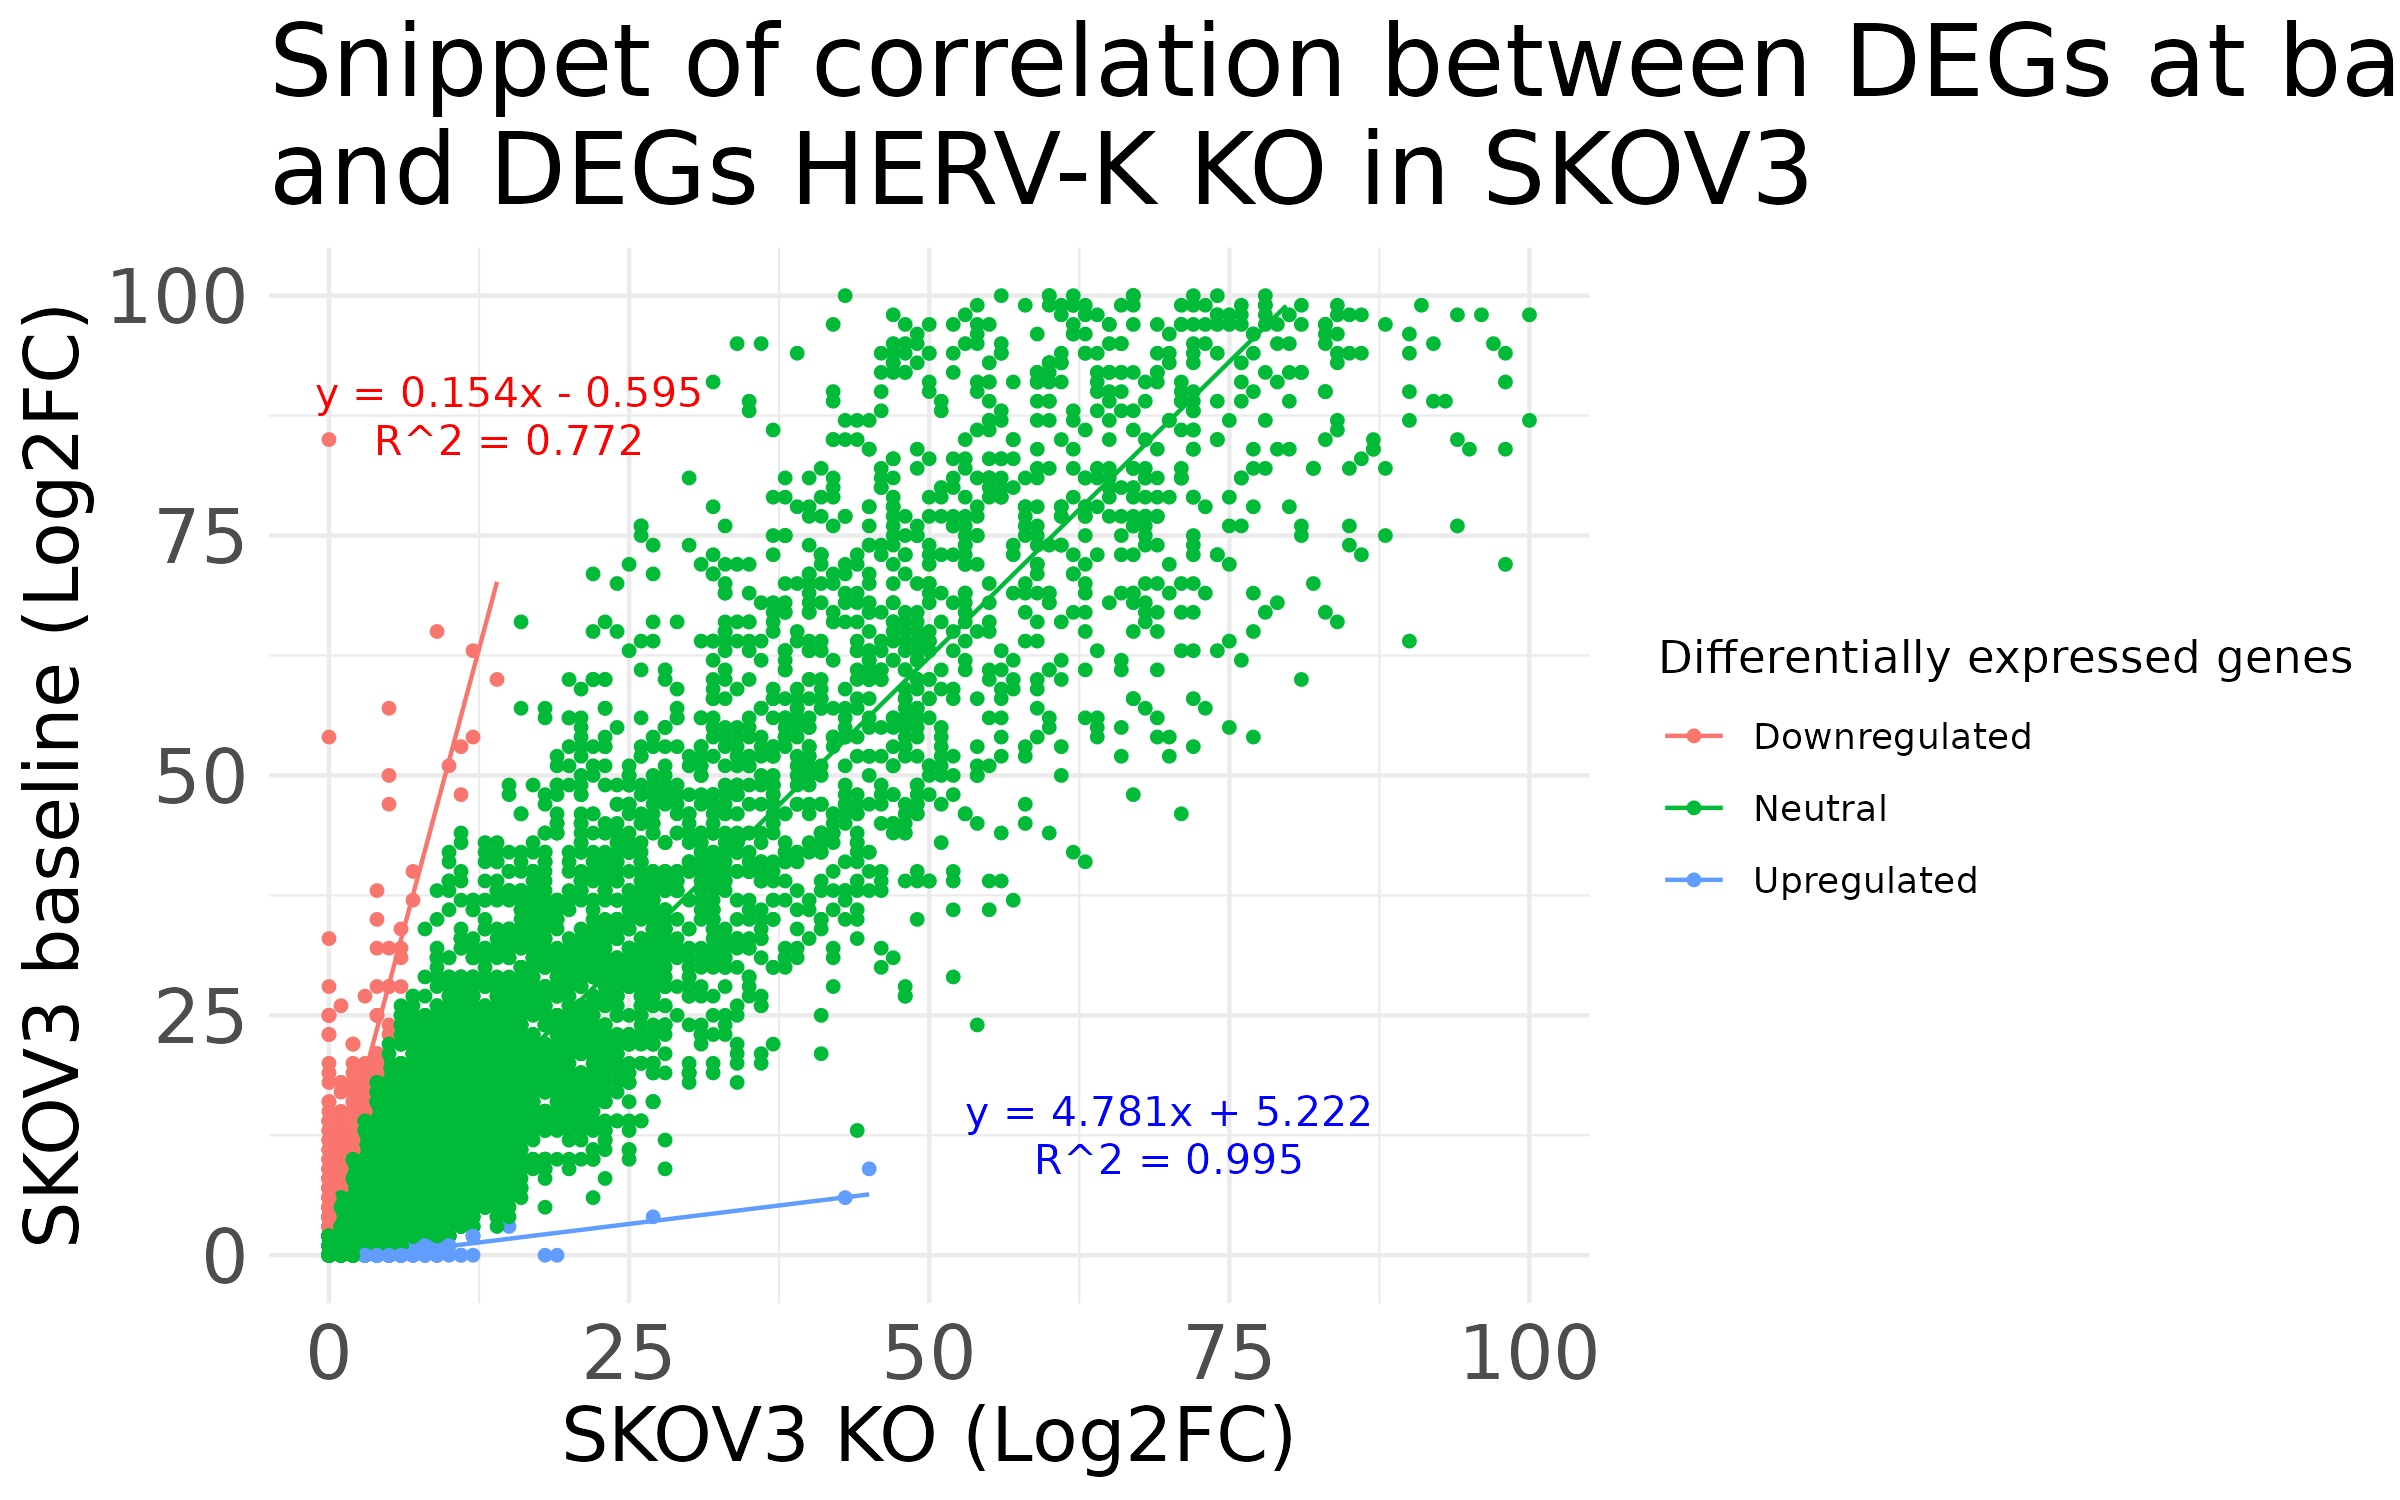 Snippet of correlation between DEGs at ba
and DEGs HERV-K KO in SKOV3
SKOV3 baseline (Log2FC)
100
75
50
25
0
y = 0.154x - 0.595
R^2 = 0.772
y = 4.781x + 5.222
R^2 = 0.995
0 25 50 75 100
SKOV3 KO (Log2FC)
Differentially expressed genes
Downregulated
Neutral
Upregulated